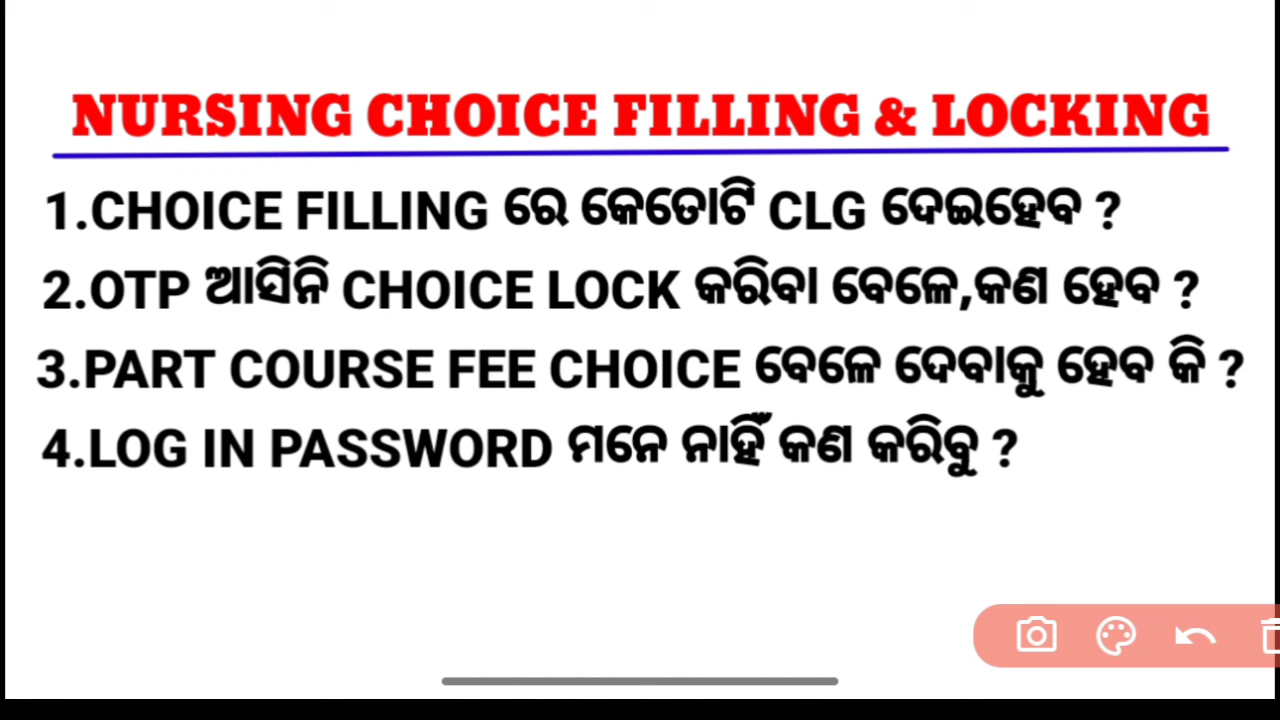 NURSING CHOICE FILLING & LOCKING
1.CHOICE FILLING ରେ କେତୋଟି CLG ଦେଇହେବ ?
2.OTP ଆସିନି CHOICE LOCK କରିବା ବେଳେ,କଣ ହେବ ?
3.PART COURSE FEE CHOICE ବେଳେ ଦେବାକୁ ହେବ କି ?
4.LOG IN PASSWORD ମନେ ନାହିଁ କଣ କରିବୁ ?